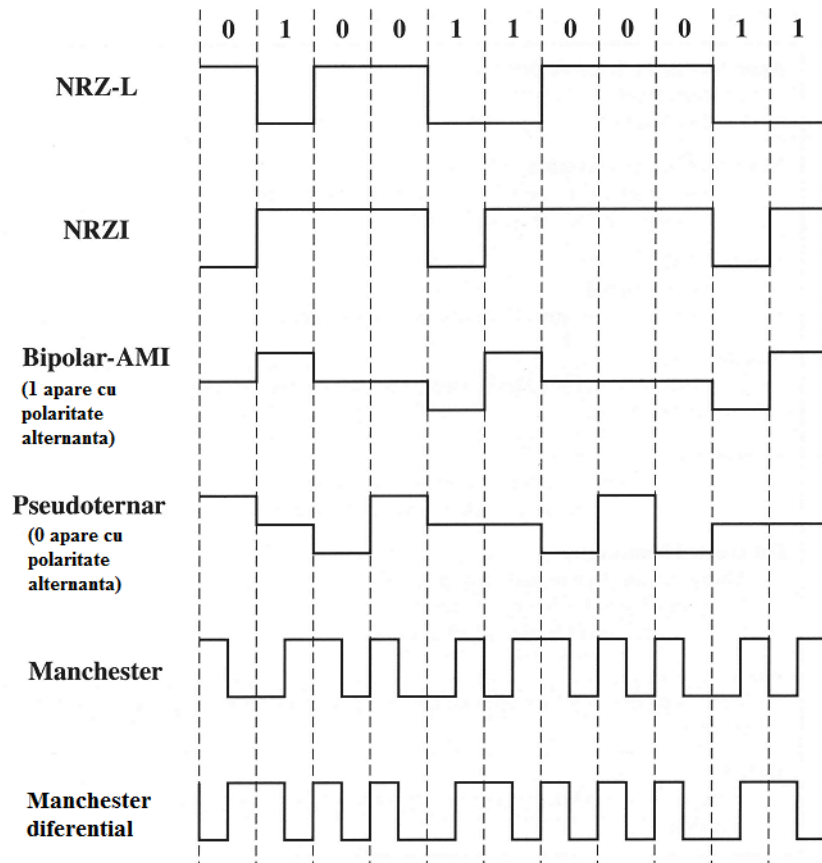 0 1 0 0 1 1 0 0 0 1 1
NRZ-L
NRZI
Bipolar-AMI
(1 apare cu
polaritate
alternanta)
Pseudoternar
(0 apare cu
polaritate
alternanta)
Manchester
Manchester
diferential